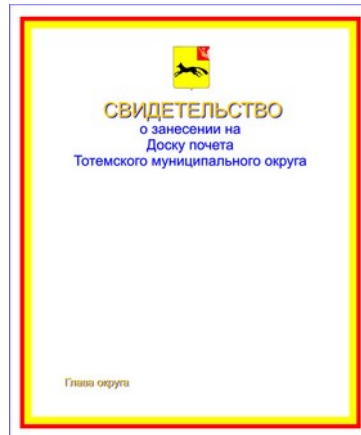 СВИДЕТЕЛЬСТВО
о занесении на
Доску почета
Тотемского муниципального округа
Глава округа